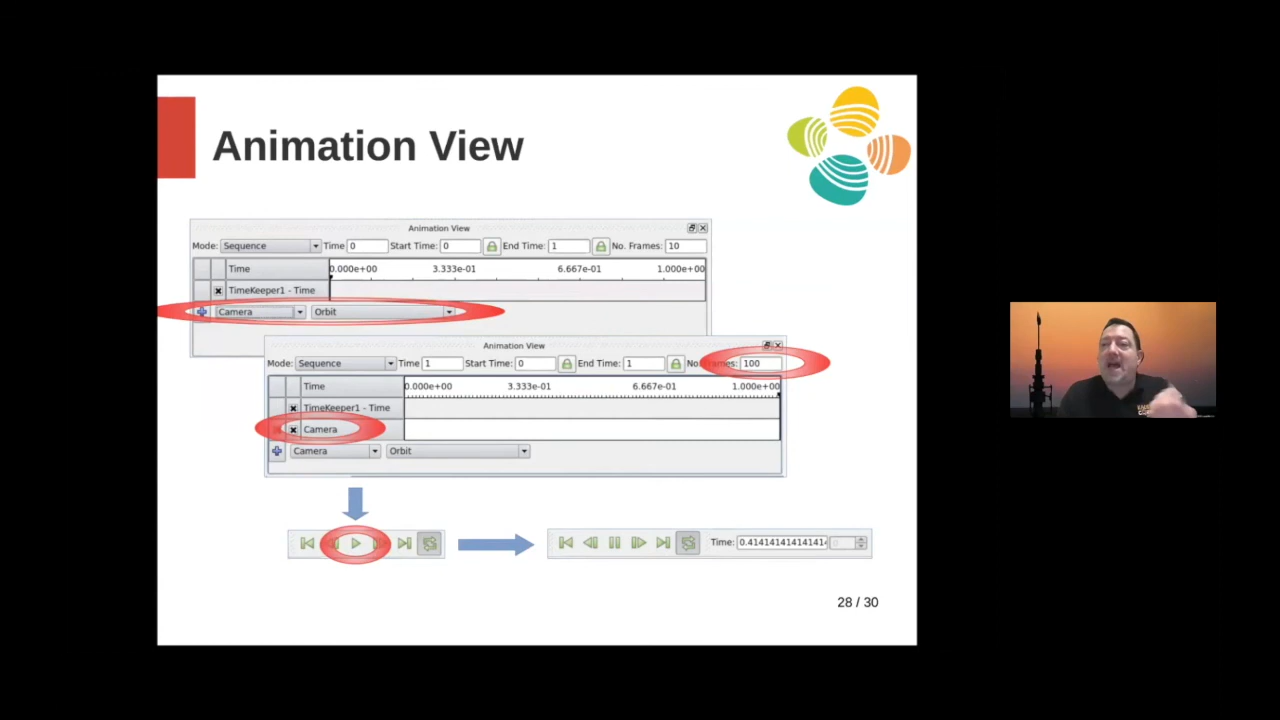 Animation View
Animation View
Mode: Sequence Time 0 Start Time: 0 End Time: 1 No. Frames: 10
Time 0.000e+00 3.333e-01 6.667e-01 1.000e+00
TimeKeeper1 - Time
Camera Orbit
Animation View
Mode: Sequence Time 1 Start Time: 0 End Time: 1 No. Frames: 100
Time 0.000e+00 3.333e-01 6.667e-01 1.000e+00
TimeKeeper1 - Time
Camera
Camera Orbit
Time: 0.41414141414141 0
28 / 30